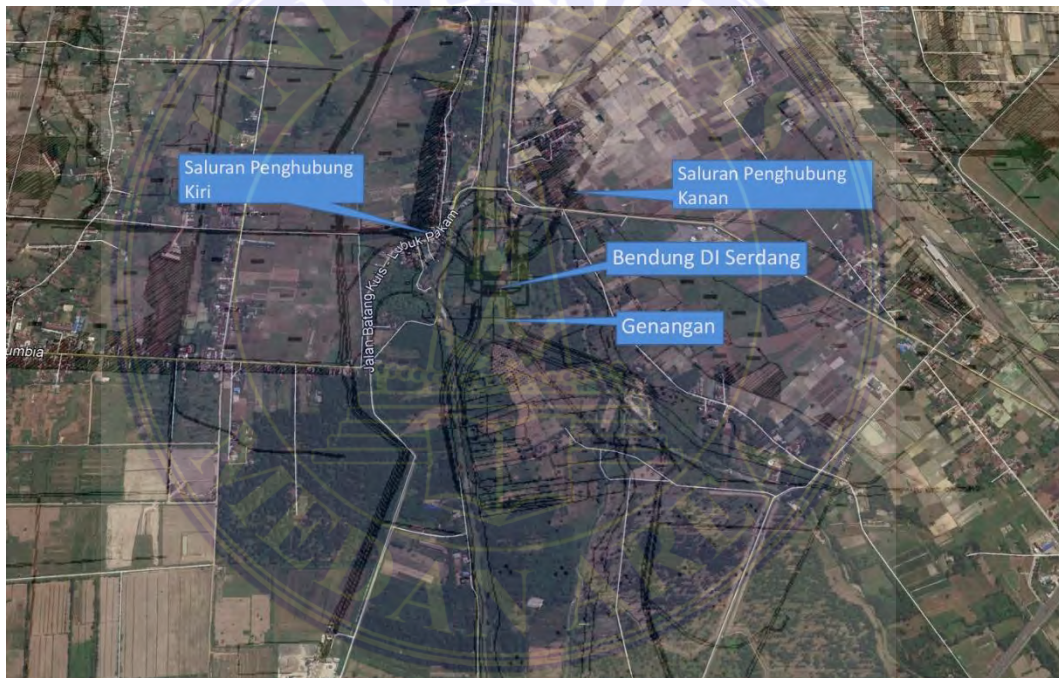 Saluran Penghubung
Kiri
Saluran Penghubung
Kanan
Bendung DI Serdang
Genangan
Jalan Batang Kuis - Lubuk Pakam
umbia